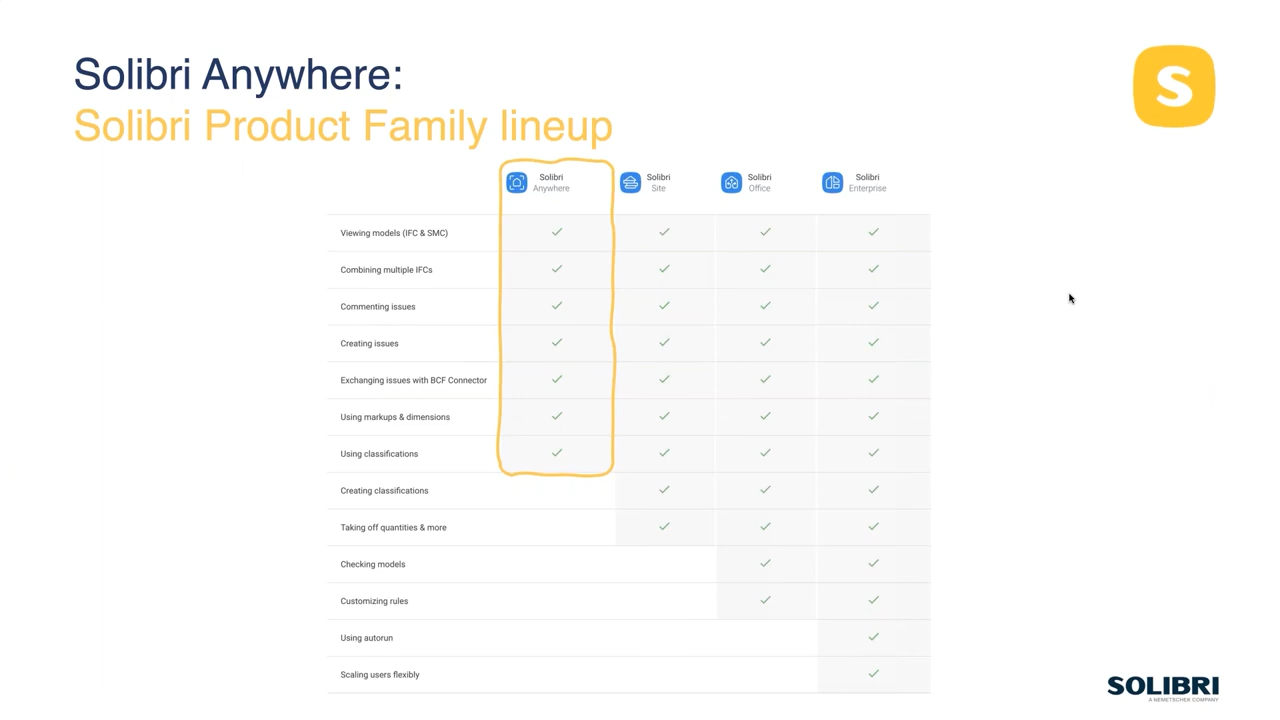 Solibri Anywhere:
Solibri Product Family lineup
S
Solibri Anywhere
Solibri Site
Solibri Office
Solibri Enterprise
Viewing models (IFC & SMC)
Combining multiple IFCs
Commenting issues
Creating issues
Exchanging issues with BCF Connector
Using markups & dimensions
Using classifications
Creating classifications
Taking off quantities & more
Checking models
Customizing rules
Using autorun
Scaling users flexibly
SOLIBRI
A NEMETSCHEK COMPANY